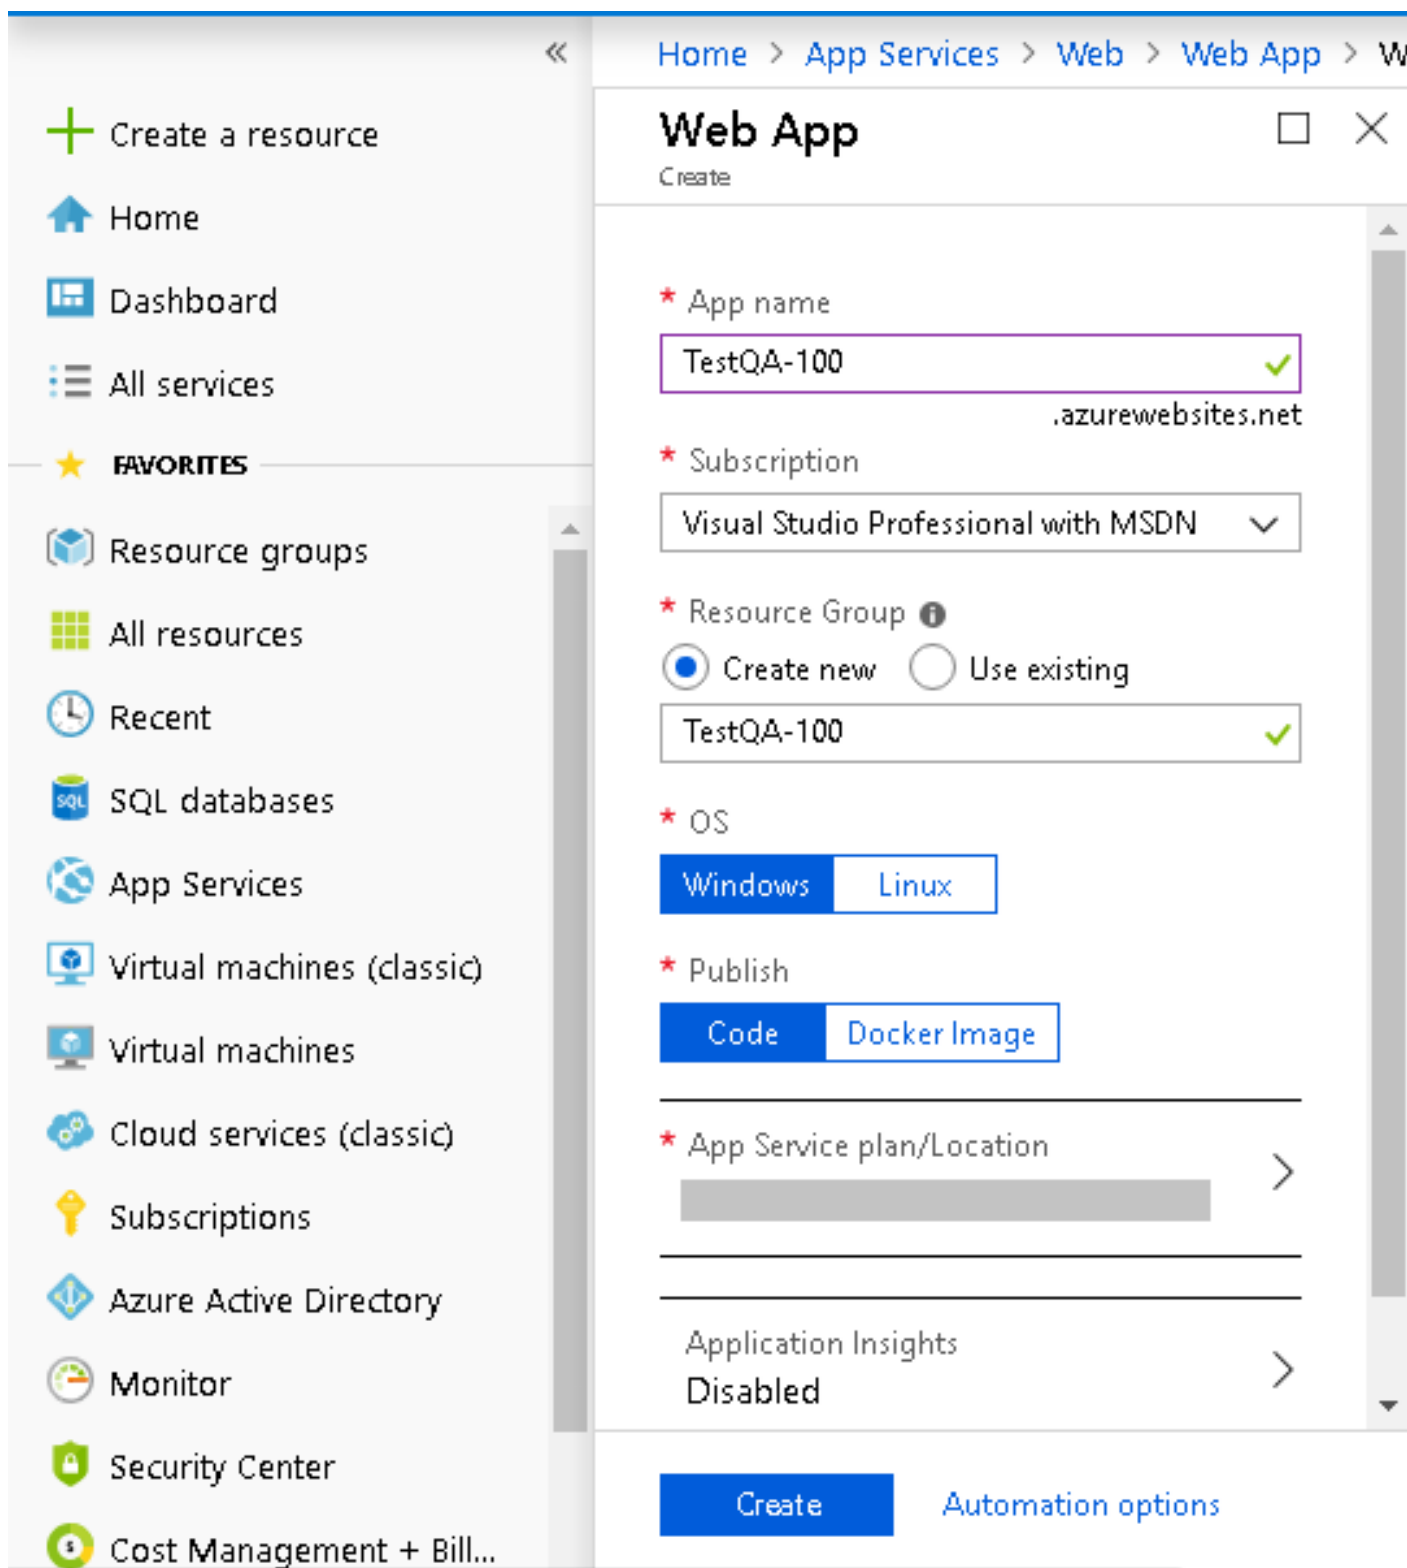 Create a resource
Home
Dashboard
All services
FAVORITES
Resource groups
All resources
Recent
SQL databases
App Services
Virtual machines (classic)
Virtual machines
Cloud services (classic)
Subscriptions
Azure Active Directory
Monitor
Security Center
Cost Management + Bill...
Home > App Services > Web > Web App >
Web App
Create
* App name
TestQA-100
.azurewebsites.net
* Subscription
Visual Studio Professional with MSDN
* Resource Group
Create new Use existing
TestQA-100
* OS
Windows Linux
* Publish
Code Docker Image
* App Service plan/Location
Application Insights
Disabled
Create Automation options